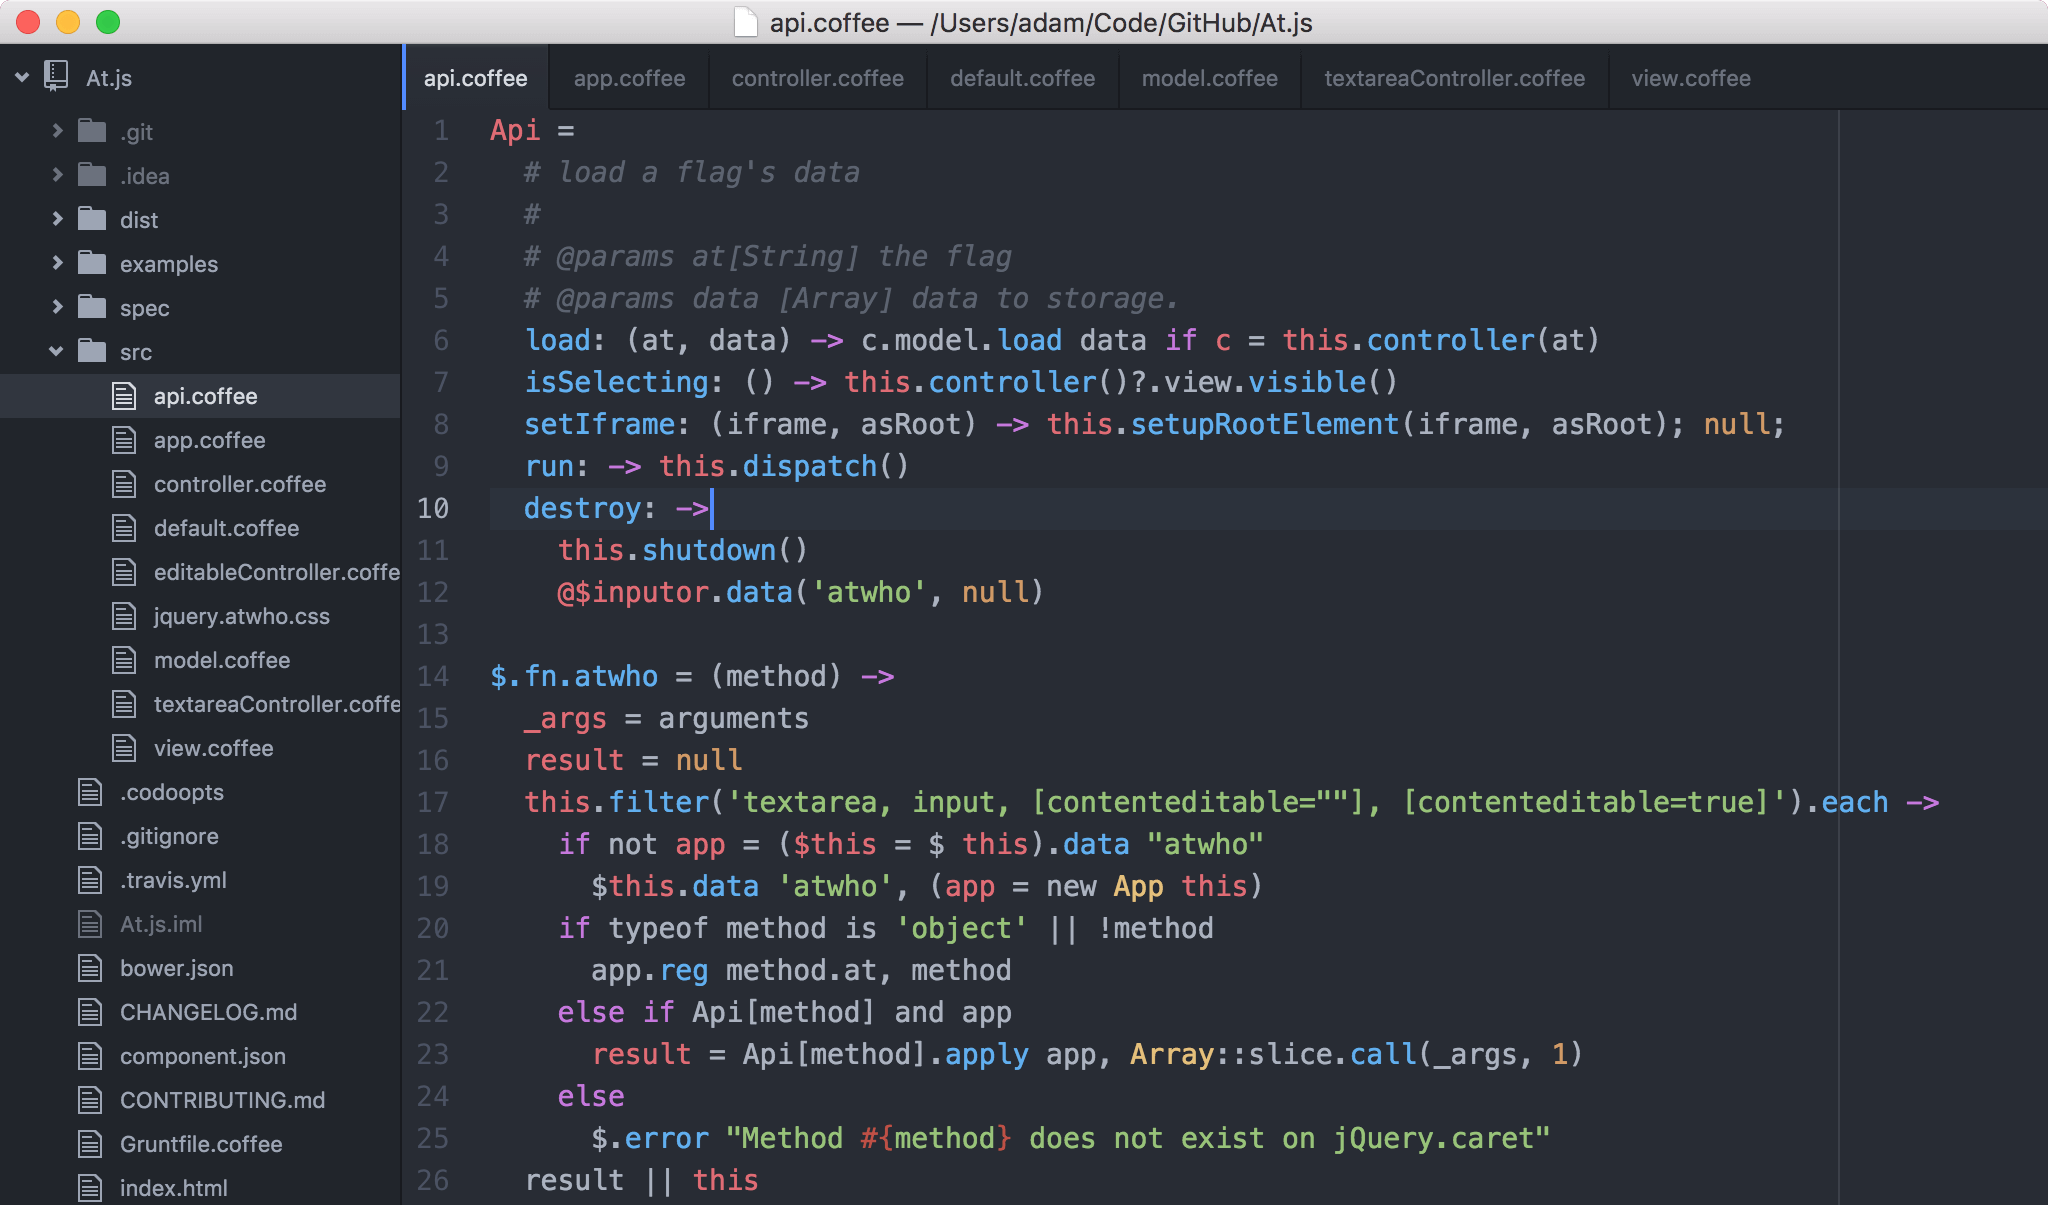 api.coffee — /Users/adam/Code/GitHub/At.js
At.js
.git
.idea
dist
examples
spec
src
api.coffee
app.coffee
controller.coffee
default.coffee
editableController.coffe
jquery.atwho.css
model.coffee
textareaController.coffe
view.coffee
.codoopts
.gitignore
.travis.yml
At.js.iml
bower.json
CHANGELOG.md
component.json
CONTRIBUTING.md
Gruntfile.coffee
index.html
api.coffee app.coffee controller.coffee default.coffee model.coffee textareaController.coffee view.coffee
1 Api =
2 # load a flag's data
3 #
4 # @params at[String] the flag
5 # @params data [Array] data to storage.
6 load: (at, data) -> c.model.load data if c = this.controller(at)
7 isSelecting: () -> this.controller()?.view.visible()
8 setIframe: (iframe, asRoot) -> this.setupRootElement(iframe, asRoot); null;
9 run: -> this.dispatch()
10 destroy: ->
11 this.shutdown()
12 @$inputor.data('atwho', null)
13
14 $.fn.atwho = (method) ->
15 _args = arguments
16 result = null
17 this.filter('textarea, input, [contenteditable=""], [contenteditable=true]').each ->
18 if not app = ($this = $ this).data "atwho"
19 $this.data 'atwho', (app = new App this)
20 if typeof method is 'object' || !method
21 app.reg method.at, method
22 else if Api[method] and app
23 result = Api[method].apply app, Array::slice.call(_args, 1)
24 else
25 $.error "Method #{method} does not exist on jQuery.caret"
26 result || this